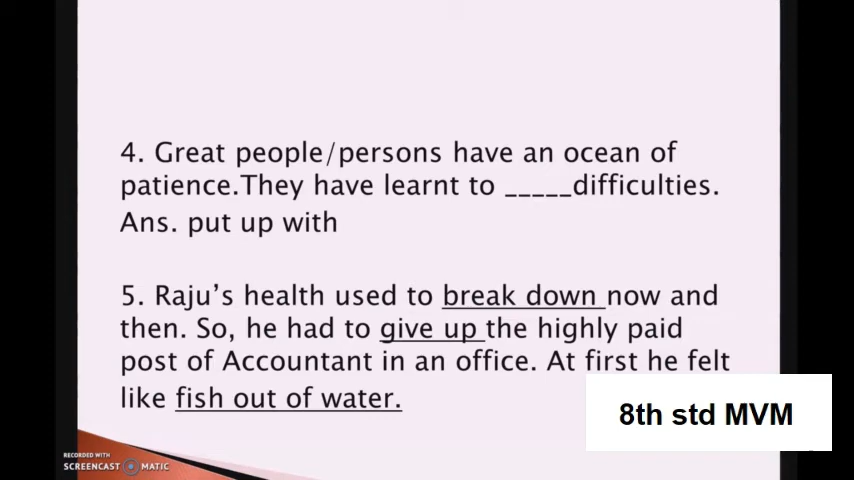 4. Great people/persons have an ocean of
patience.They have learnt to _____difficulties.
Ans. put up with
5. Raju's health used to break down now and
then. So, he had to give up the highly paid
post of Accountant in an office. At first he felt
like fish out of water.
8th std MVM
RECORDED WITH
SCREENCAST MATIC